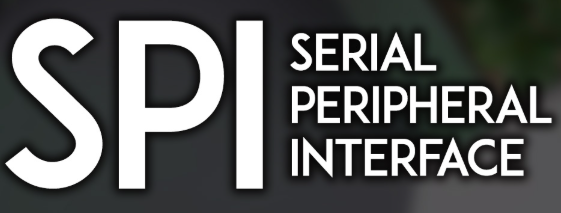 SPI
SERIAL
PERIPHERAL
INTERFACE